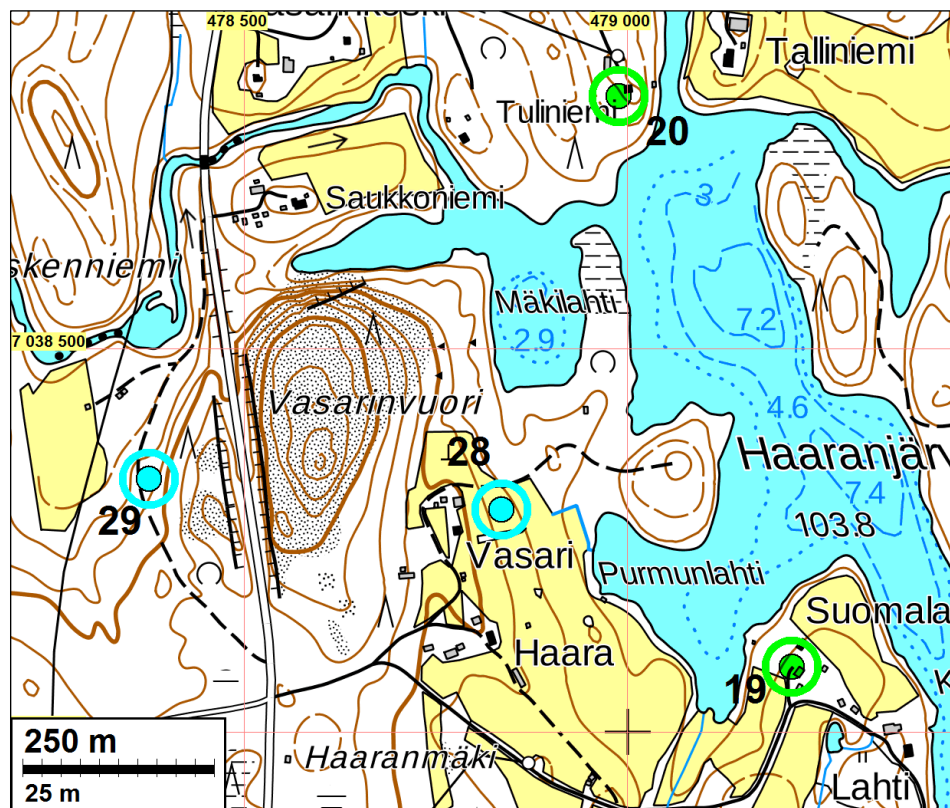 478 500
479 000
Talliniemi
Tuliniemi
20
3
Saukkoniemi
skenniemi
Mäkilahti
2.9
7.2
7 038 500
Vasarinvuori
4.6
28
Haaranjär
7.4
29
103.8
Vasari
Purmunlahti
Suomala
Haara
19
K
250 m
Haaranmäki
25 m
Lahti